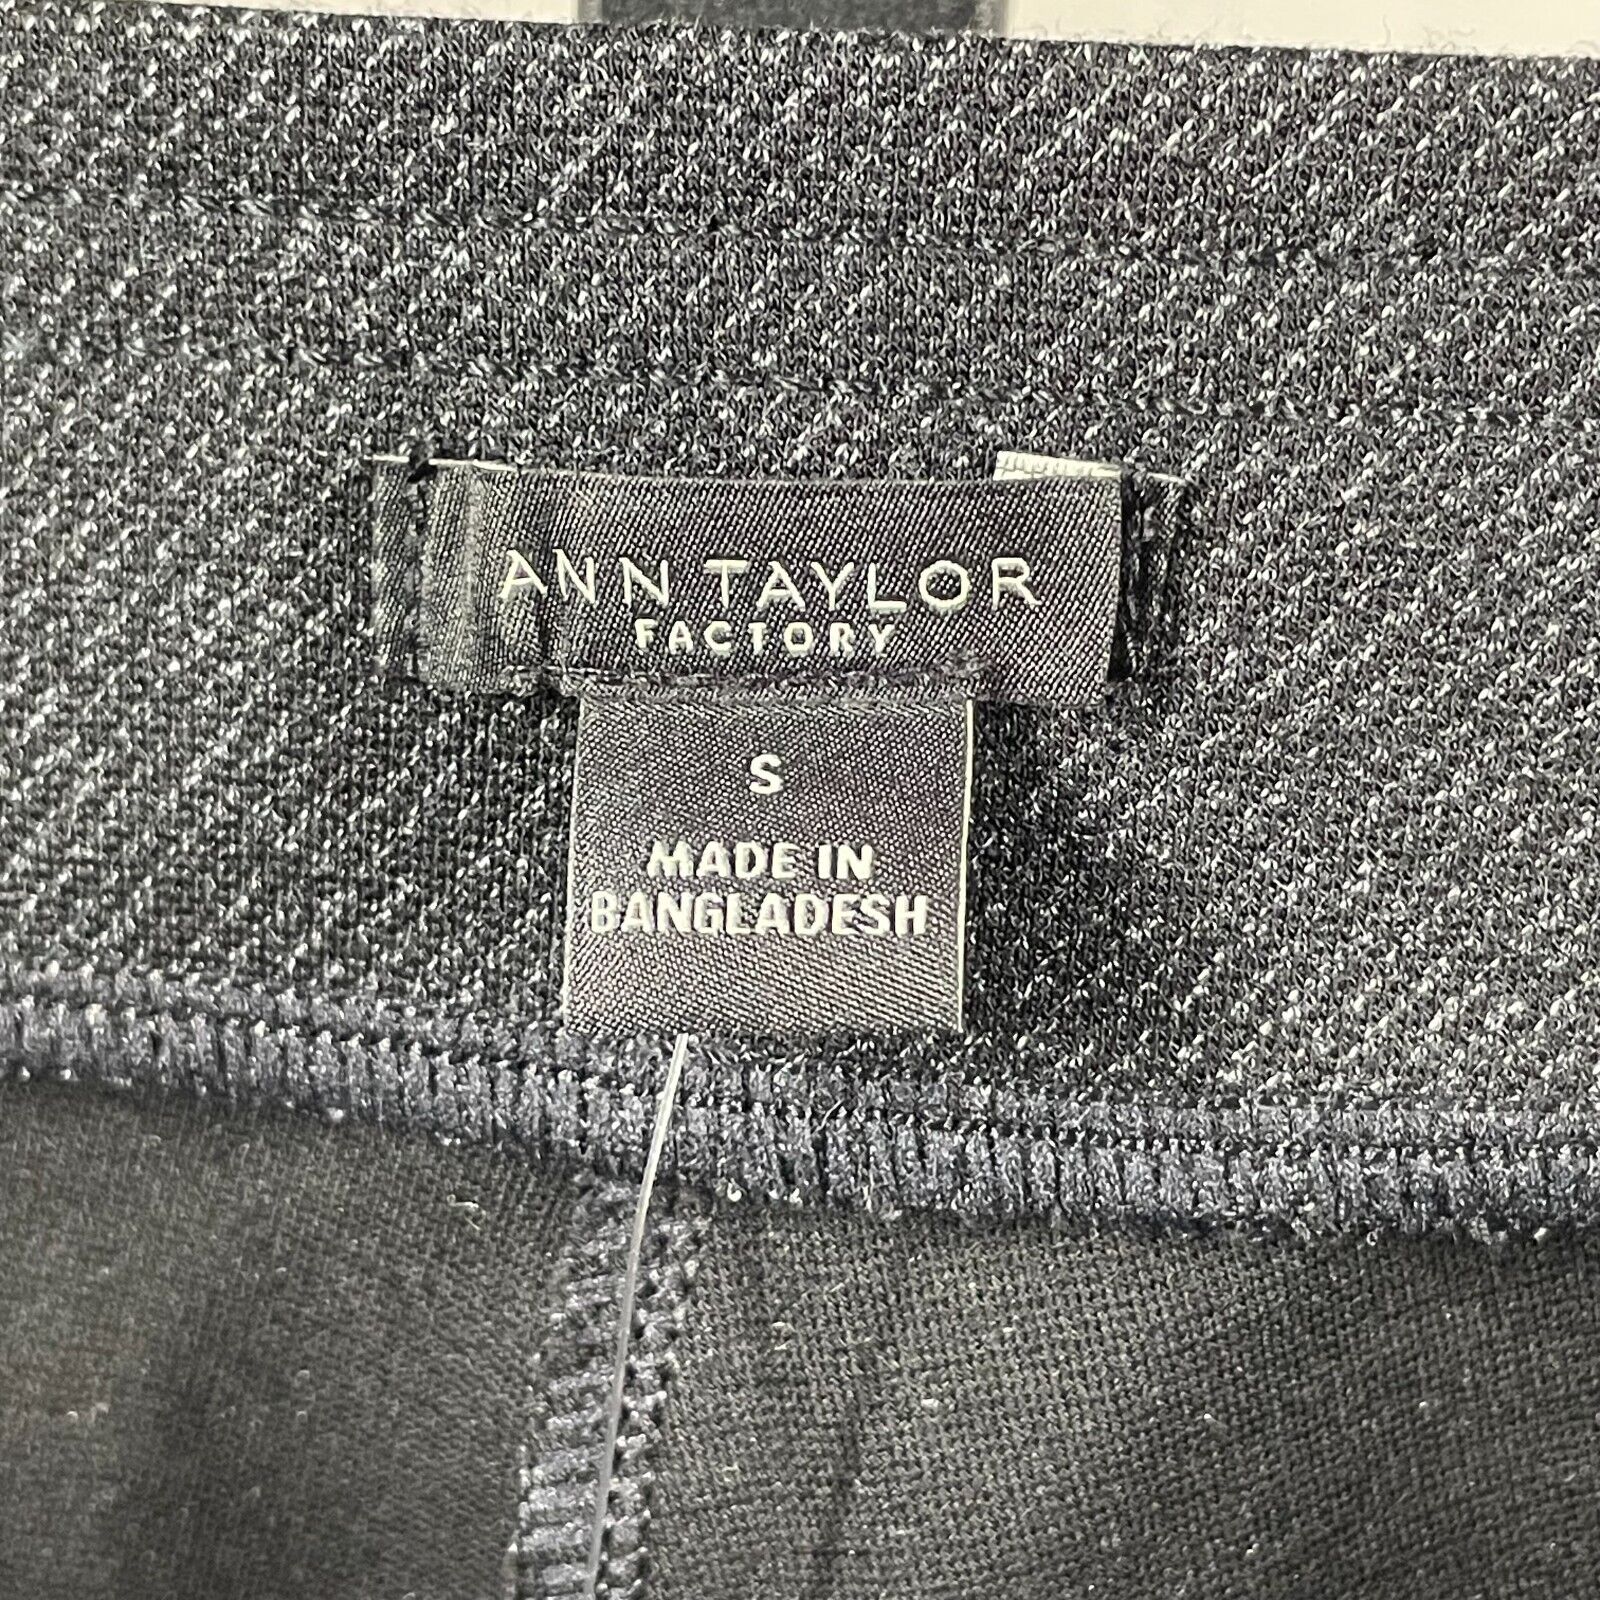 ANN TAYLOR
FACTORY
S
MADE IN
BANGLADESH